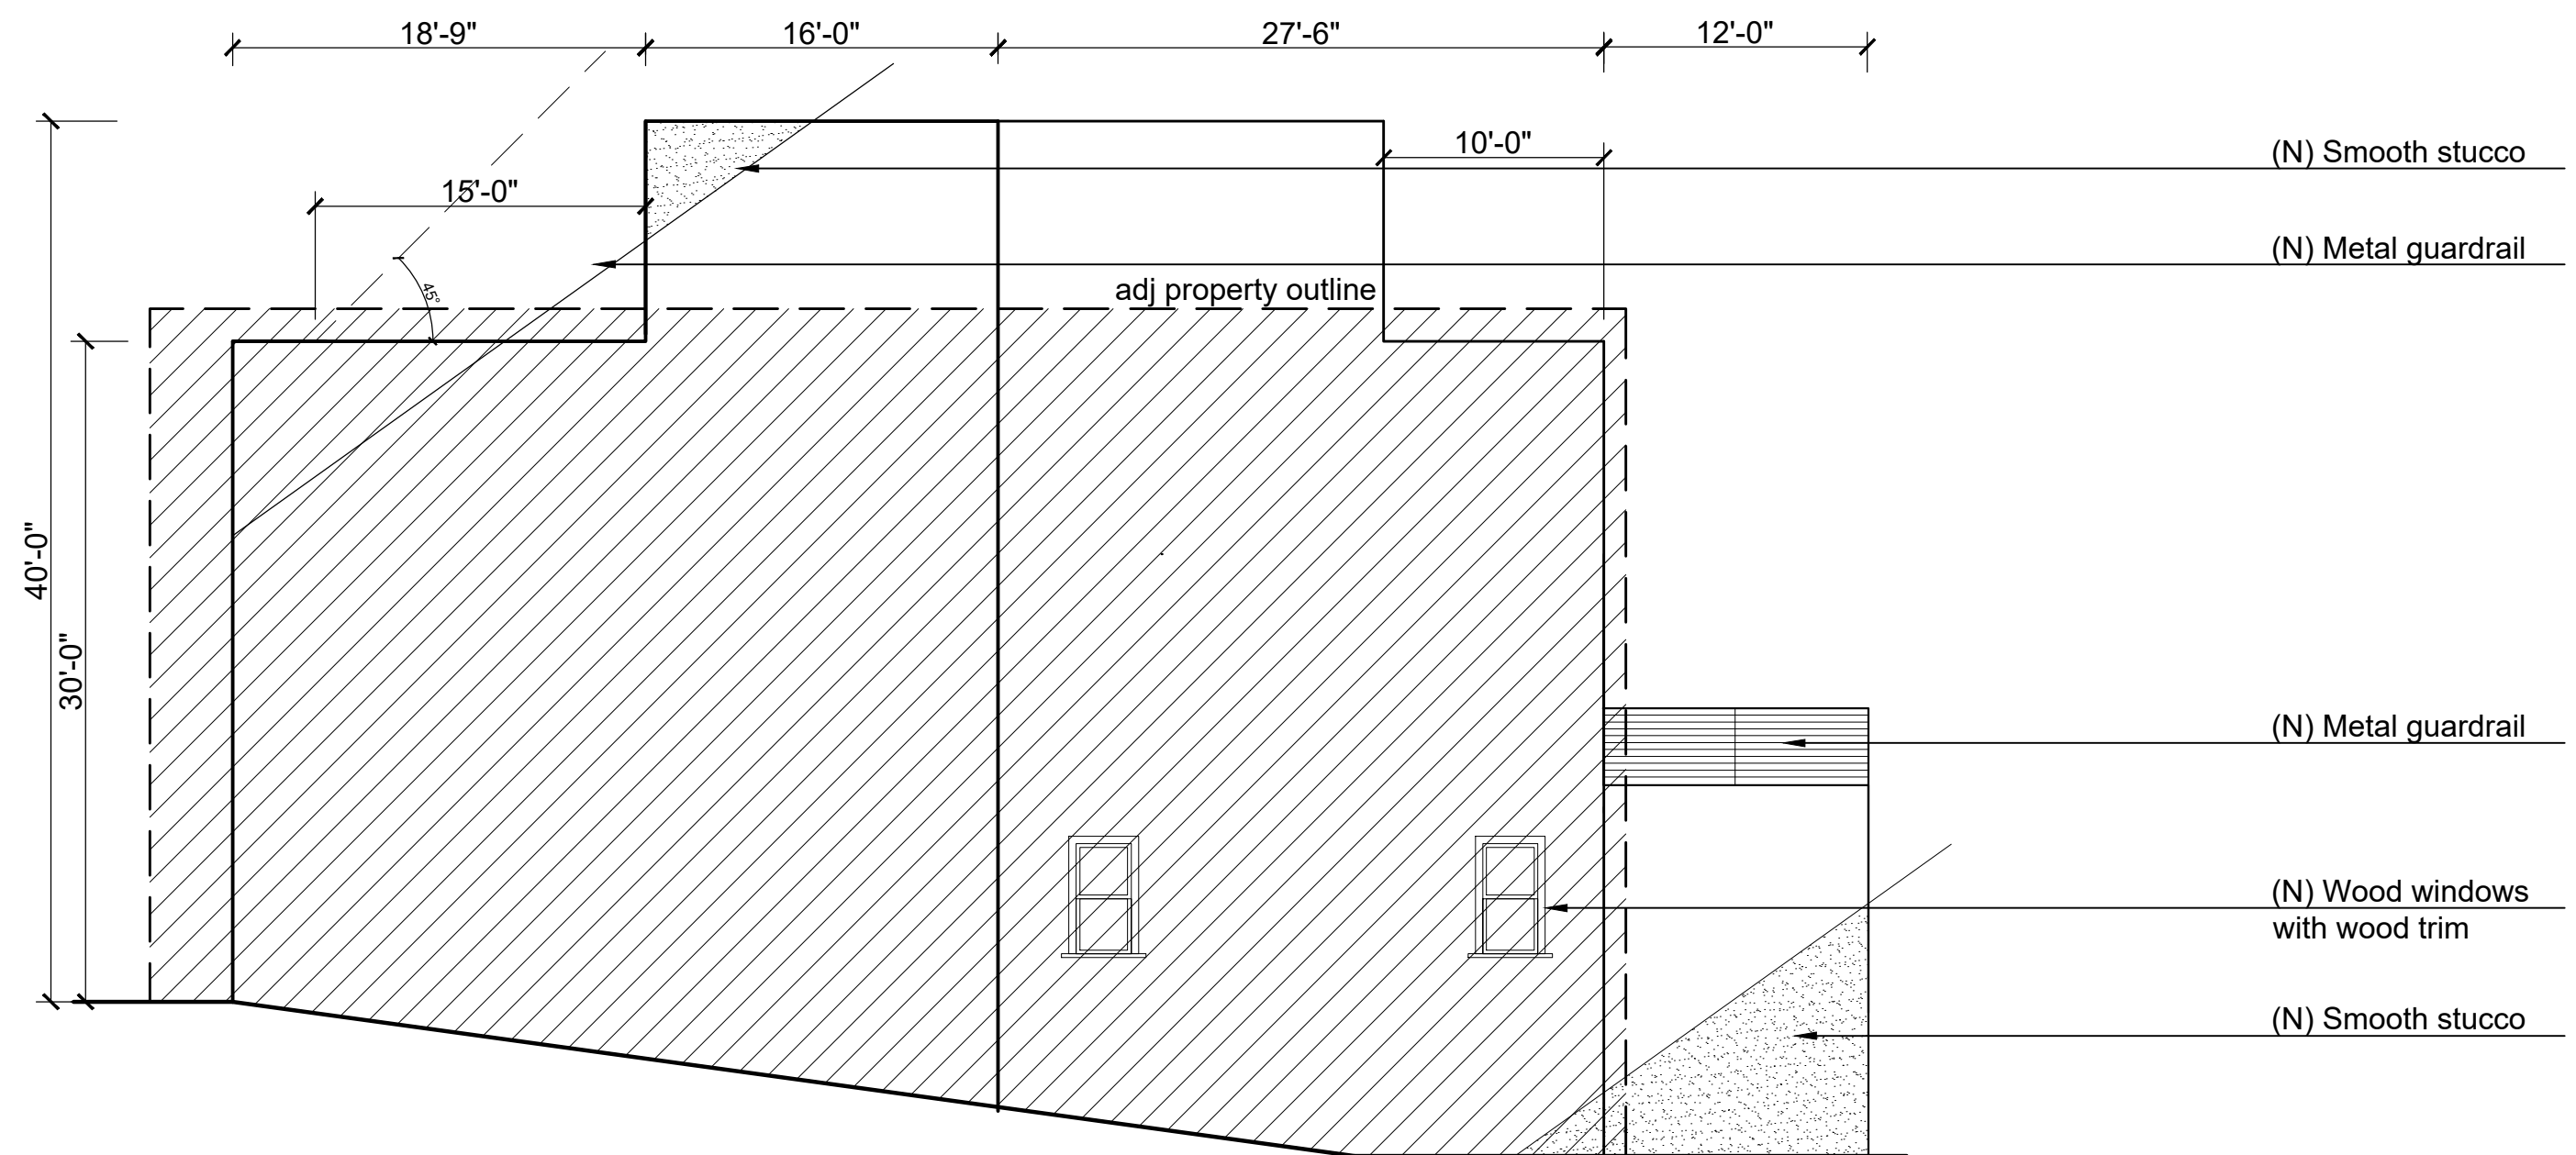 18'-9"
16'-0"
27'-6"
12'-0"
10'-0"
(N) Smooth stucco
15'-0"
(N) Metal guardrail
45°
adj property outline
40'-0"
30'-0"
(N) Metal guardrail
(N) Wood windows
with wood trim
(N) Smooth stucco